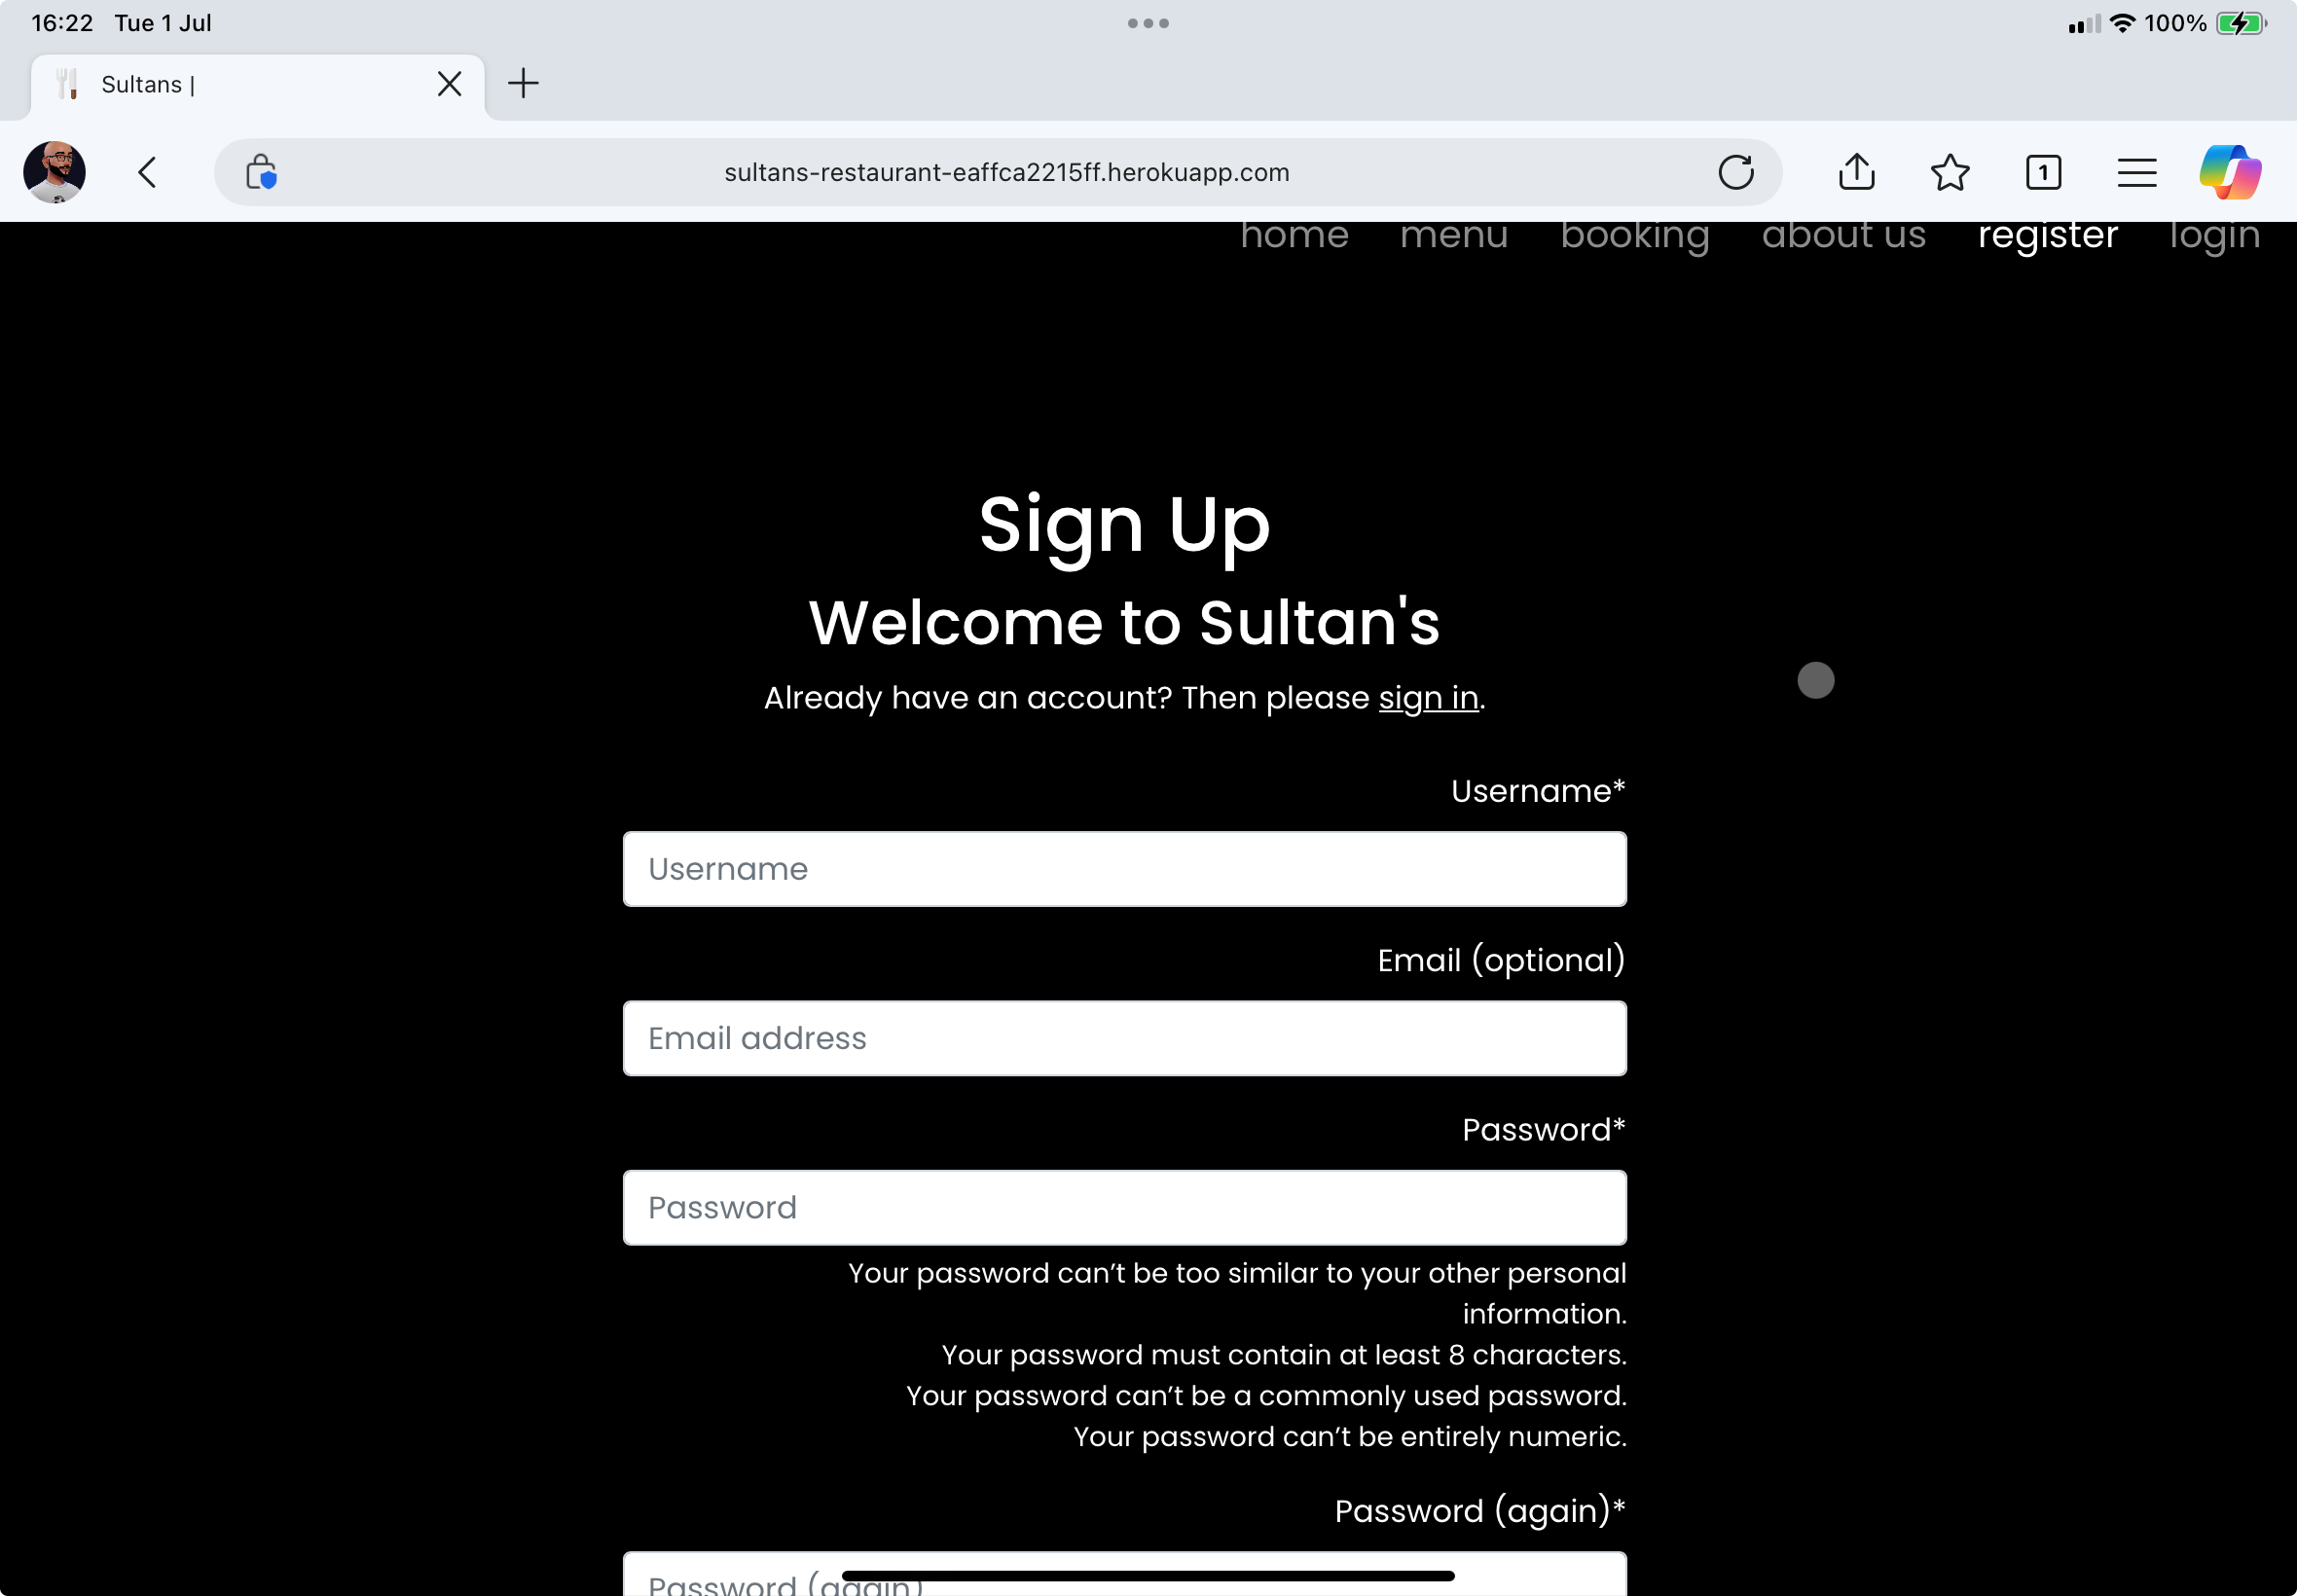 16:22 Tue 1 Jul
100%
Sultans |
sultans-restaurant-eaffca2215ff.herokuapp.com
1
home menu booking about us register login
Sign Up
Welcome to Sultan's
Already have an account? Then please sign in.
Username*
Username
Email (optional)
Email address
Password*
Password
Your password can’t be too similar to your other personal
information.
Your password must contain at least 8 characters.
Your password can’t be a commonly used password.
Your password can’t be entirely numeric.
Password (again)*
Password (again)